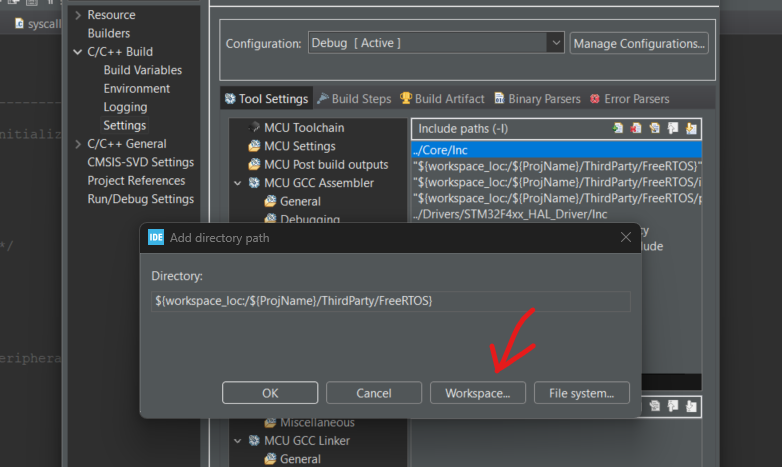 syscall
Resource
Builders
C/C++ Build
Build Variables
Environment
Logging
Settings
C/C++ General
CMSIS-SVD Settings
Project References
Run/Debug Settings
Configuration: Debug [ Active ] Manage Configurations...
Tool Settings Build Steps Build Artifact Binary Parsers Error Parsers
MCU Toolchain
MCU Settings
MCU Post build outputs
MCU GCC Assembler
General
Debugging
Include paths (-I)
../Core/Inc
"${workspace_loc:/${ProjName}/ThirdParty/FreeRTOS}"
"${workspace_loc:/${ProjName}/ThirdParty/FreeRTOS/i
"${workspace_loc:/${ProjName}/ThirdParty/FreeRTOS/p
../Drivers/STM32F4xx_HAL_Driver/Inc
cy
lude
nitializ
*/
eriphera
IDE Add directory path
Directory:
${workspace_loc:/${ProjName}/ThirdParty/FreeRTOS}
OK Cancel Workspace... File system...
Miscellaneous
MCU GCC Linker
General